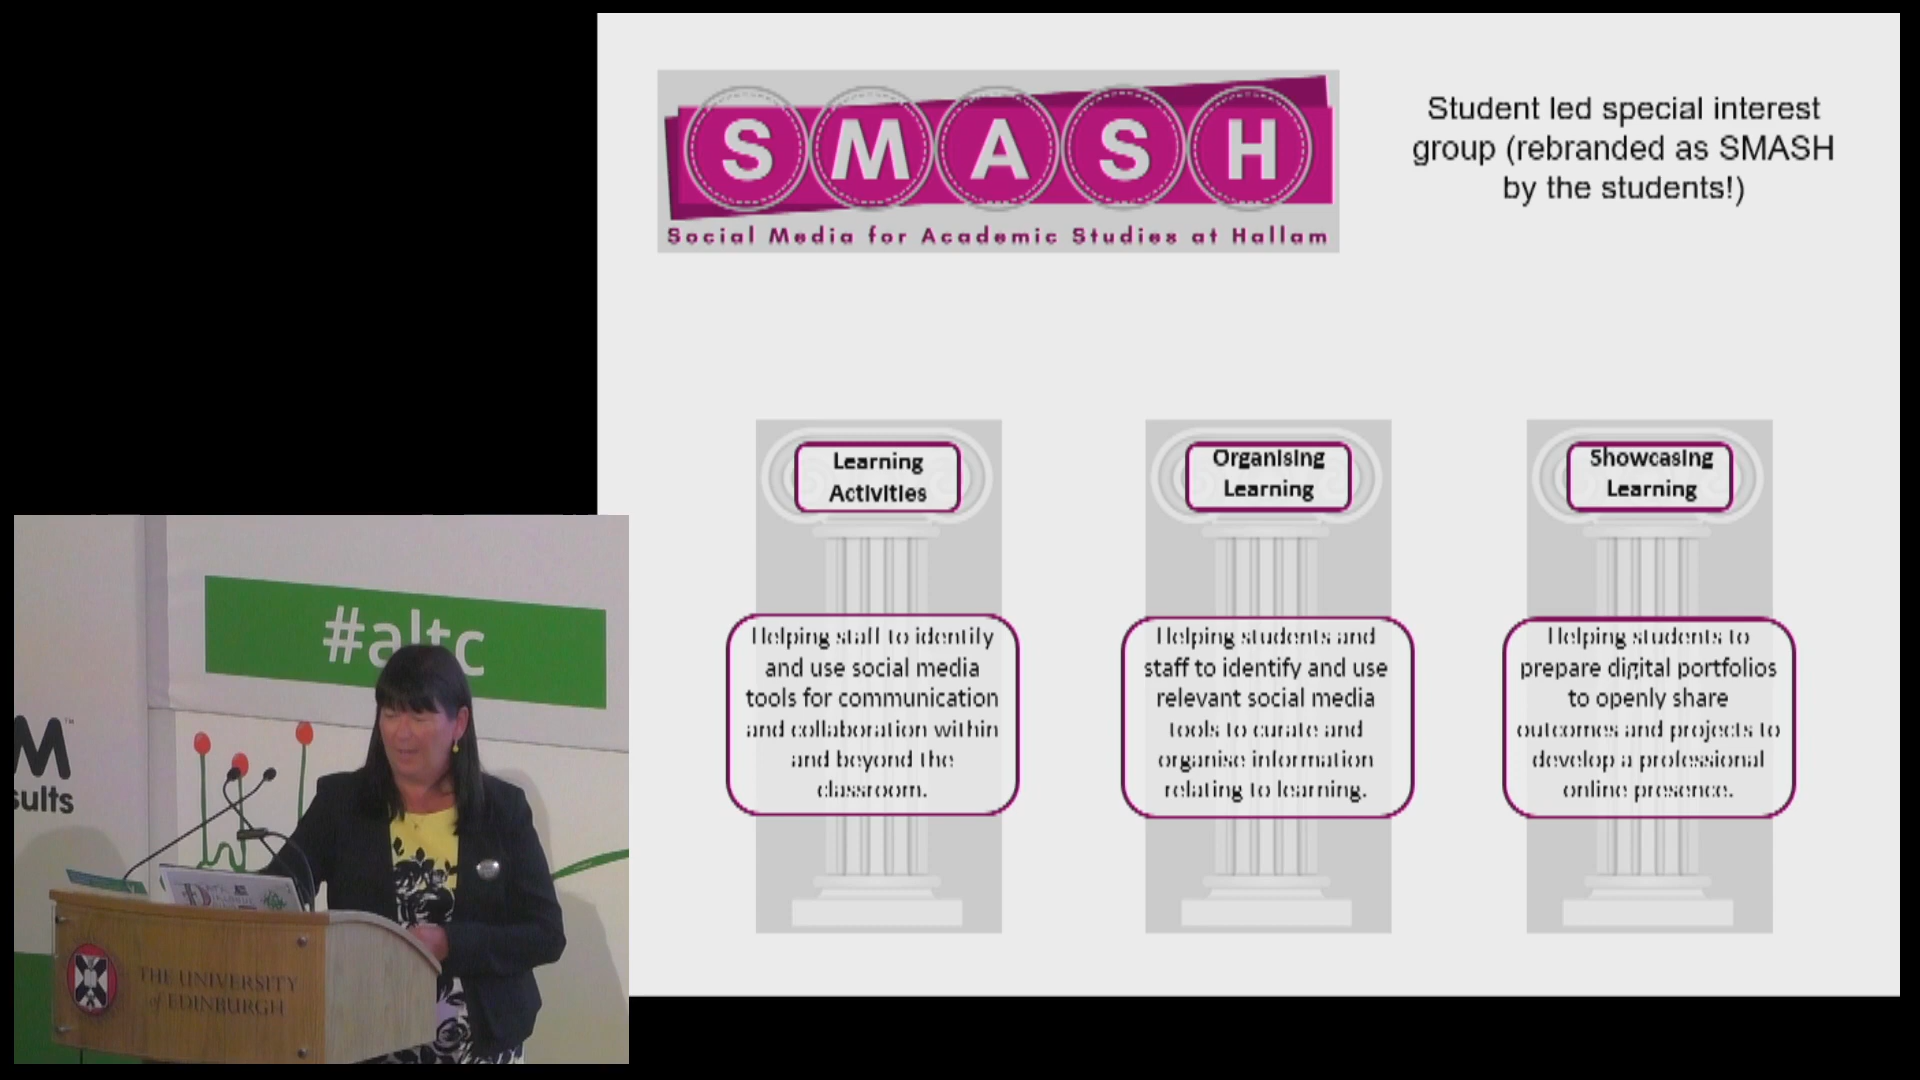 SMASH
Social Media for Academic Studies at Hallam
Student led special interest
group (rebranded as SMASH
by the students!)
Learning
Activities
Helping staff to identify
and use social media
tools for communication
and collaboration within
and beyond the
classroom.
Organising
Learning
Helping students and
staff to identify and use
relevant social media
tools to curate and
organise information
relating to learning.
Showcasing
Learning
Helping students to
prepare digital portfolios
to openly share
outcomes and projects to
develop a professional
online presence.
#altc
M™
sults
THE UNIVERSITY
of EDINBURGH